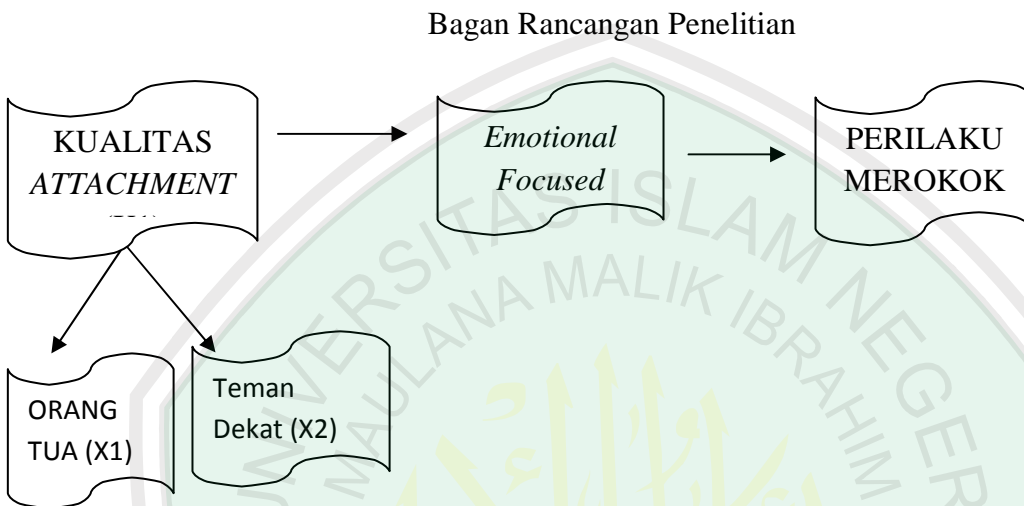 Bagan Rancangan Penelitian
KUALITAS
ATTACHMENT
Emotional
Focused
PERILAKU
MEROKOK
ORANG
TUA (X1)
Teman
Dekat (X2)
UNIVERSITAS ISLAM NEGER
MAULANA MALIK IBRAHIM